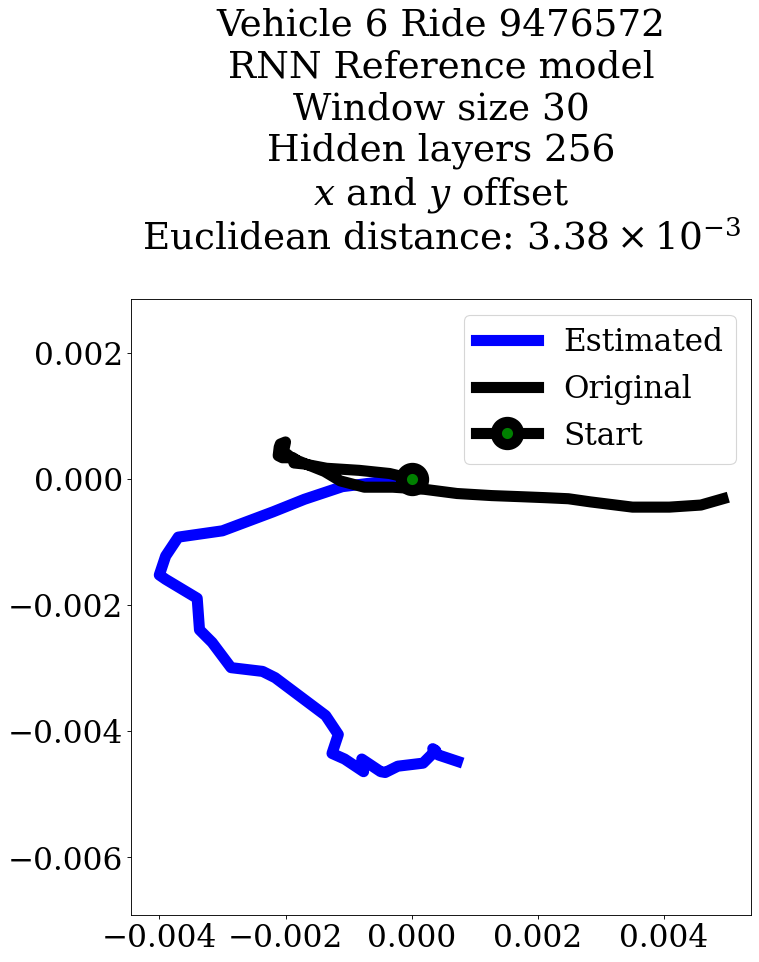 Vehicle 6 Ride 9476572
RNN Reference model
Window size 30
Hidden layers 256
x and y offset
Euclidean distance: 3.38 × 10⁻³
Estimated
Original
Start
0.002
0.000
−0.002
−0.004
−0.006
−0.004 −0.002 0.000 0.002 0.004